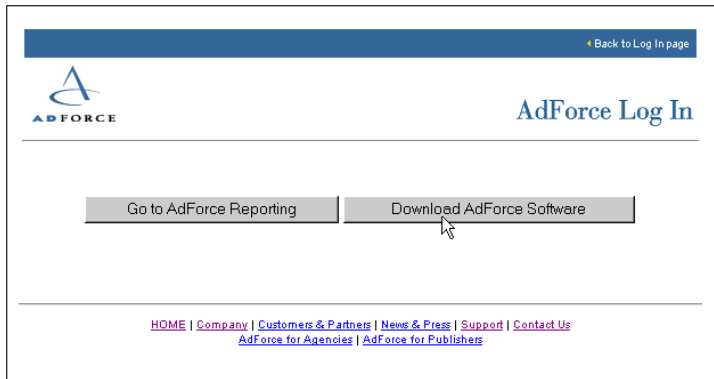 Back to Log In page
ADFORCE
AdForce Log In
Go to AdForce Reporting
Download AdForce Software
HOME | Company | Customers & Partners | News & Press | Support | Contact Us
AdForce for Agencies | AdForce for Publishers